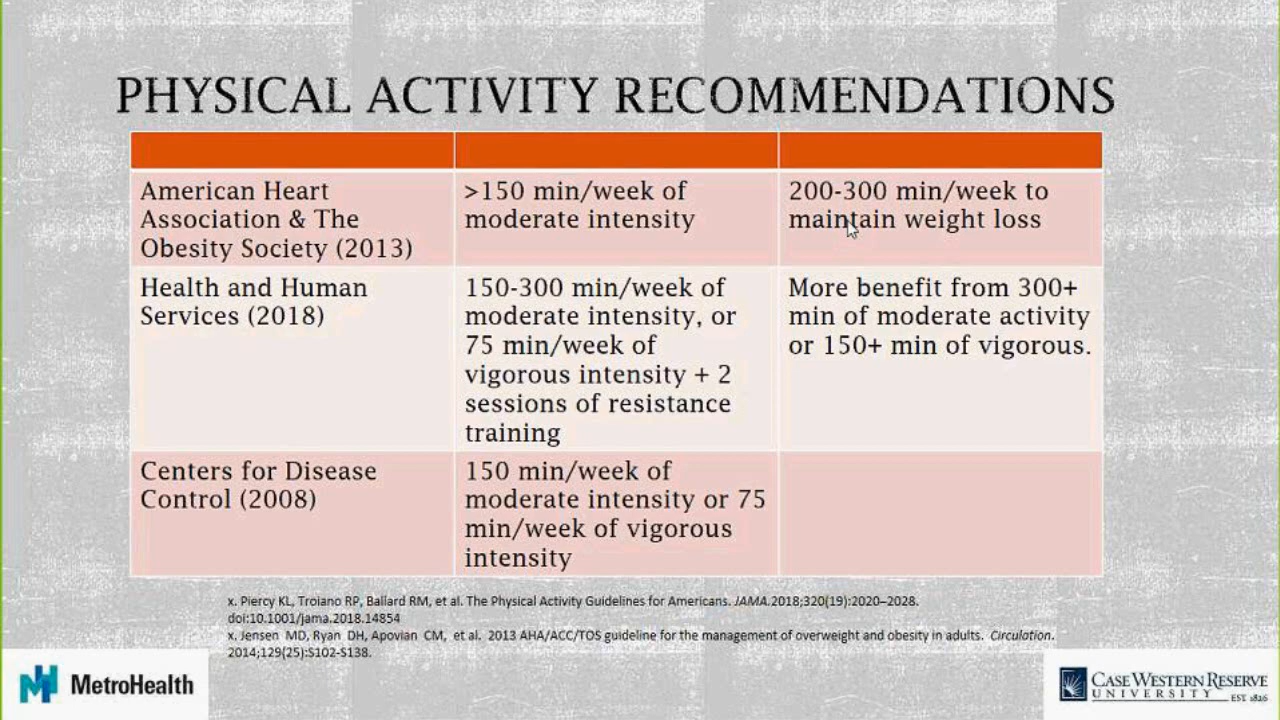 PHYSICAL ACTIVITY RECOMMENDATIONS
American Heart
Association & The
Obesity Society (2013)
>150 min/week of
moderate intensity
200-300 min/week to
maintain weight loss
Health and Human
Services (2018)
150-300 min/week of
moderate intensity, or
75 min/week of
vigorous intensity + 2
sessions of resistance
training
More benefit from 300+
min of moderate activity
or 150+ min of vigorous.
Centers for Disease
Control (2008)
150 min/week of
moderate intensity or 75
min/week of vigorous
intensity
x. Piercy KL, Troiano RP, Ballard RM, et al. The Physical Activity Guidelines for Americans. JAMA.2018;320(19):2020–2028.
doi:10.1001/jama.2018.14854
x. Jensen MD, Ryan DH, Apovian CM, et al. 2013 AHA/ACC/TOS guideline for the management of overweight and obesity in adults. Circulation.
2014;129(25):S102-S138.
MetroHealth
CASE WESTERN RESERVE
UNIVERSITY
EST. 1826